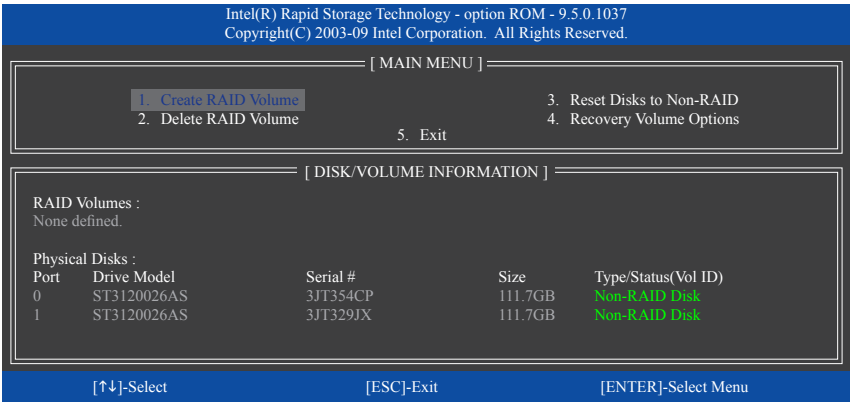 Intel(R) Rapid Storage Technology - option ROM - 9.5.0.1037
Copyright(C) 2003-09 Intel Corporation.  All Rights Reserved.
[ MAIN MENU ]
1.  Create RAID Volume  3.  Reset Disks to Non-RAID
2.  Delete RAID Volume  4.  Recovery Volume Options
5.  Exit
[ DISK/VOLUME INFORMATION ]
RAID Volumes :
None defined.
Physical Disks :
Port  Drive Model  Serial #  Size  Type/Status(Vol ID)
0  ST3120026AS  3JT354CP  111.7GB  Non-RAID Disk
1  ST3120026AS  3JT329JX  111.7GB  Non-RAID Disk
[↑↓]-Select  [ESC]-Exit  [ENTER]-Select Menu